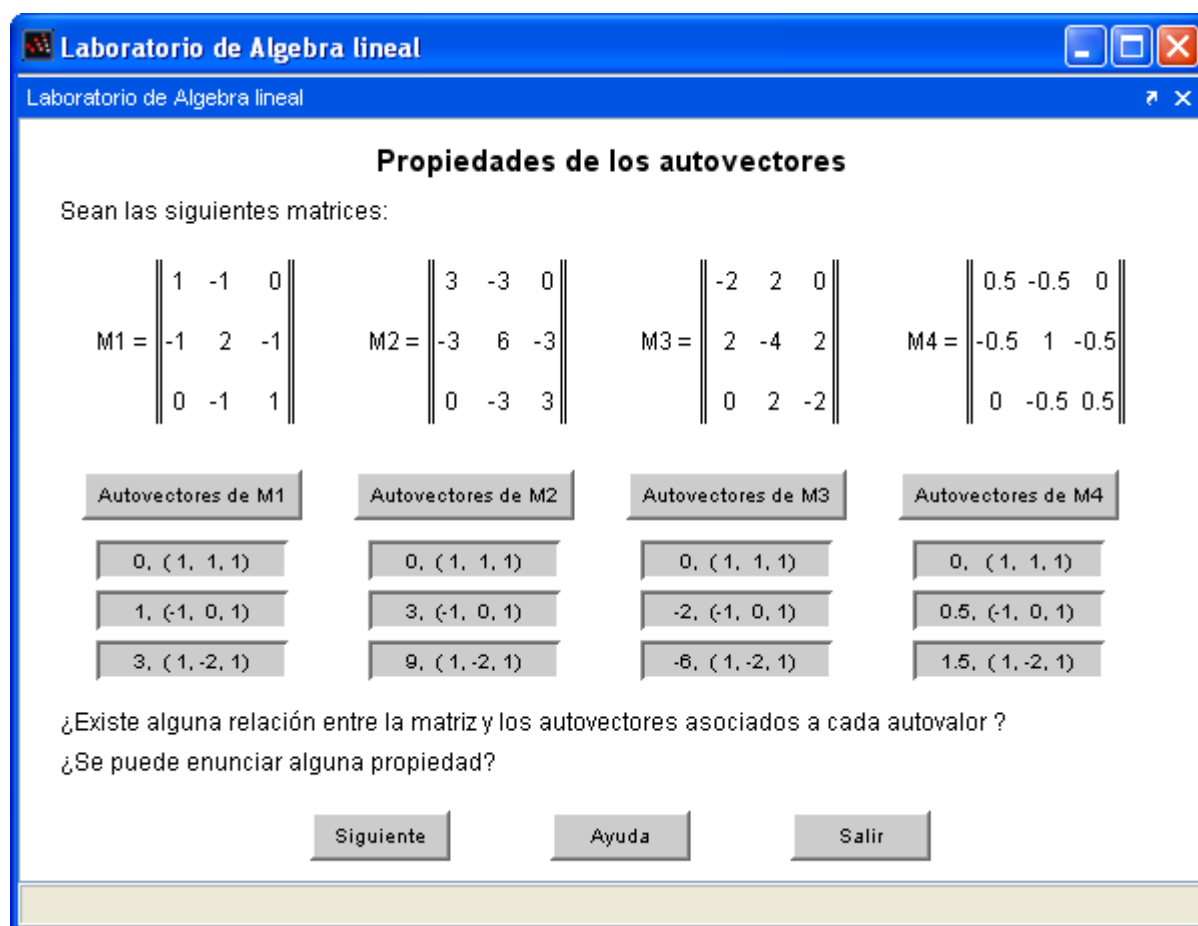 Laboratorio de Algebra lineal
Laboratorio de Algebra lineal
Propiedades de los autovectores
Sean las siguientes matrices:
1 -1 0 3 -3 0 -2 2 0 0.5 -0.5 0
M1 = -1 2 -1 M2 = -3 6 -3 M3 = 2 -4 2 M4 = -0.5 1 -0.5
0 -1 1 0 -3 3 0 2 -2 0 -0.5 0.5
Autovectores de M1 Autovectores de M2 Autovectores de M3 Autovectores de M4
0, ( 1, 1, 1) 0, ( 1, 1, 1) 0, ( 1, 1, 1) 0, ( 1, 1, 1)
1, (-1, 0, 1) 3, (-1, 0, 1) -2, (-1, 0, 1) 0.5, (-1, 0, 1)
3, ( 1, -2, 1) 9, ( 1, -2, 1) -6, ( 1, -2, 1) 1.5, ( 1, -2, 1)
¿Existe alguna relación entre la matriz y los autovectores asociados a cada autovalor ?
¿Se puede enunciar alguna propiedad?
Siguiente Ayuda Salir